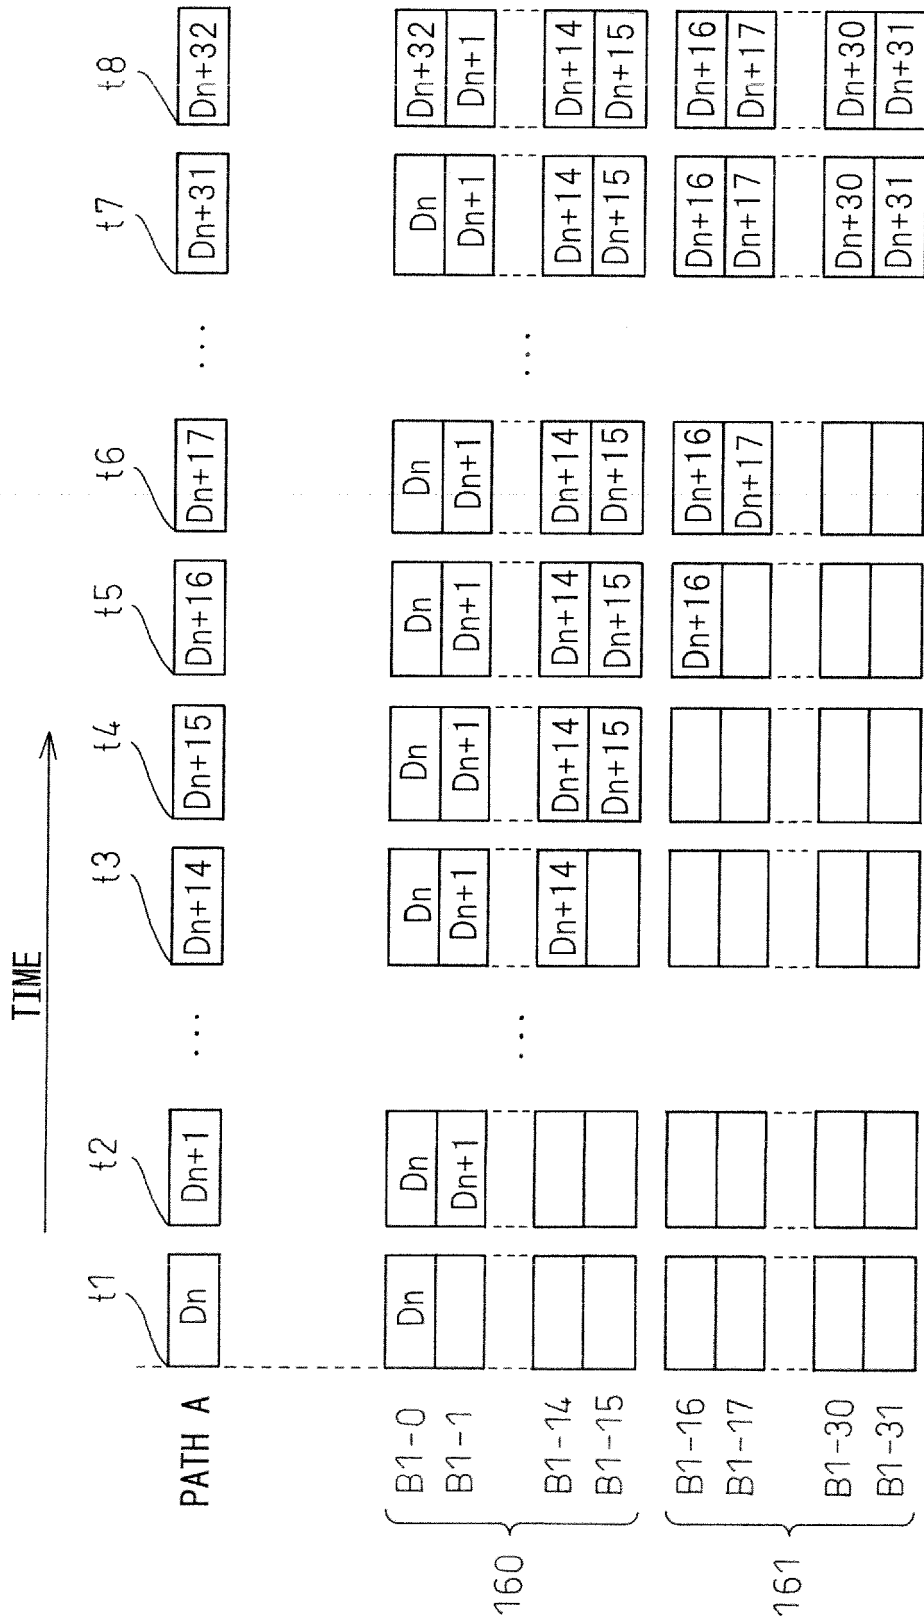 TIME
t1 t2 t3 t4 t5 t6 t7 t8
PATH A Dn Dn+1 ... Dn+14 Dn+15 Dn+16 Dn+17 ... Dn+31 Dn+32
B1-0 Dn Dn Dn Dn Dn Dn Dn Dn+32
B1-1 Dn+1 Dn+1 Dn+1 Dn+1 Dn+1 Dn+1 Dn+1
... ...
B1-14 Dn+14 Dn+14 Dn+14 Dn+14 Dn+14 Dn+14
B1-15 Dn+15 Dn+15 Dn+15 Dn+15 Dn+15
160
B1-16 Dn+16 Dn+16 Dn+16 Dn+16
B1-17 Dn+17 Dn+17 Dn+17
B1-30 Dn+30 Dn+30
B1-31 Dn+31 Dn+31
161